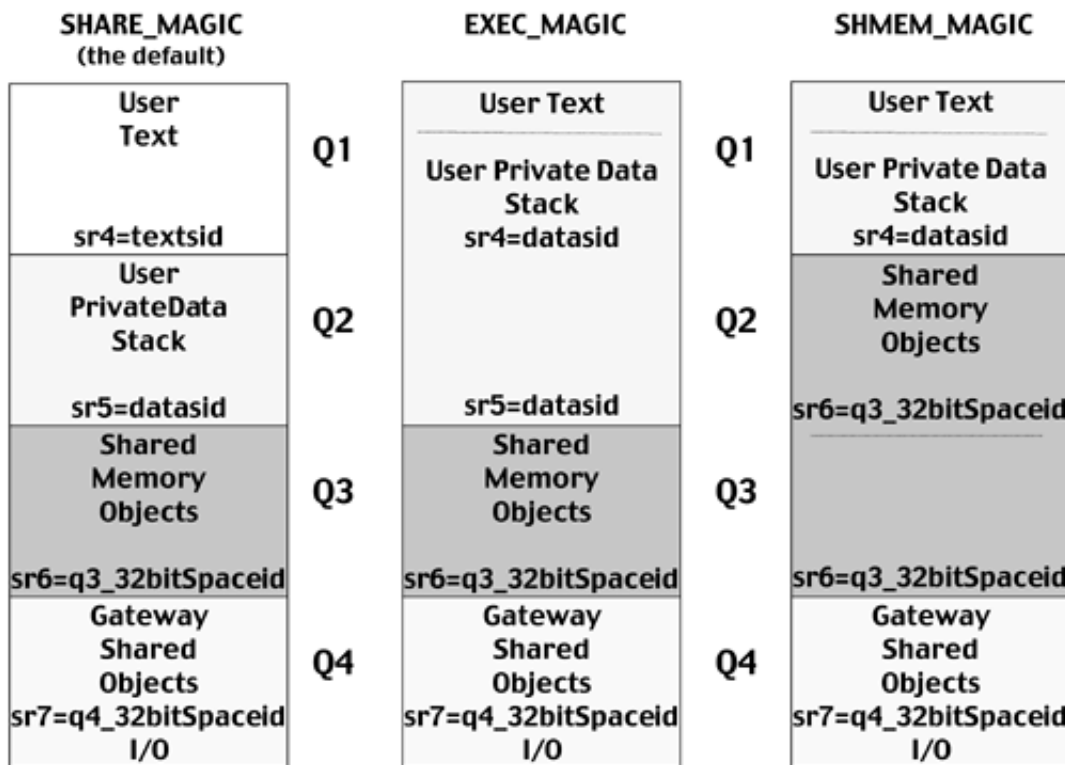 SHARE_MAGIC
(the default)
User
Text
sr4=textsid
User
PrivateData
Stack
sr5=datasid
Shared
Memory
Objects
sr6=q3_32bitSpaceid
Gateway
Shared
Objects
sr7=q4_32bitSpaceid
I/O
Q1
Q2
Q3
Q4
EXEC_MAGIC
User Text
User Private Data
Stack
sr4=datasid
sr5=datasid
Shared
Memory
Objects
sr6=q3_32bitSpaceid
Gateway
Shared
Objects
sr7=q4_32bitSpaceid
I/O
Q1
Q2
Q3
Q4
SHMEM_MAGIC
User Text
User Private Data
Stack
sr4=datasid
Shared
Memory
Objects
sr6=q3_32bitSpaceid
sr6=q3_32bitSpaceid
Gateway
Shared
Objects
sr7=q4_32bitSpaceid
I/O